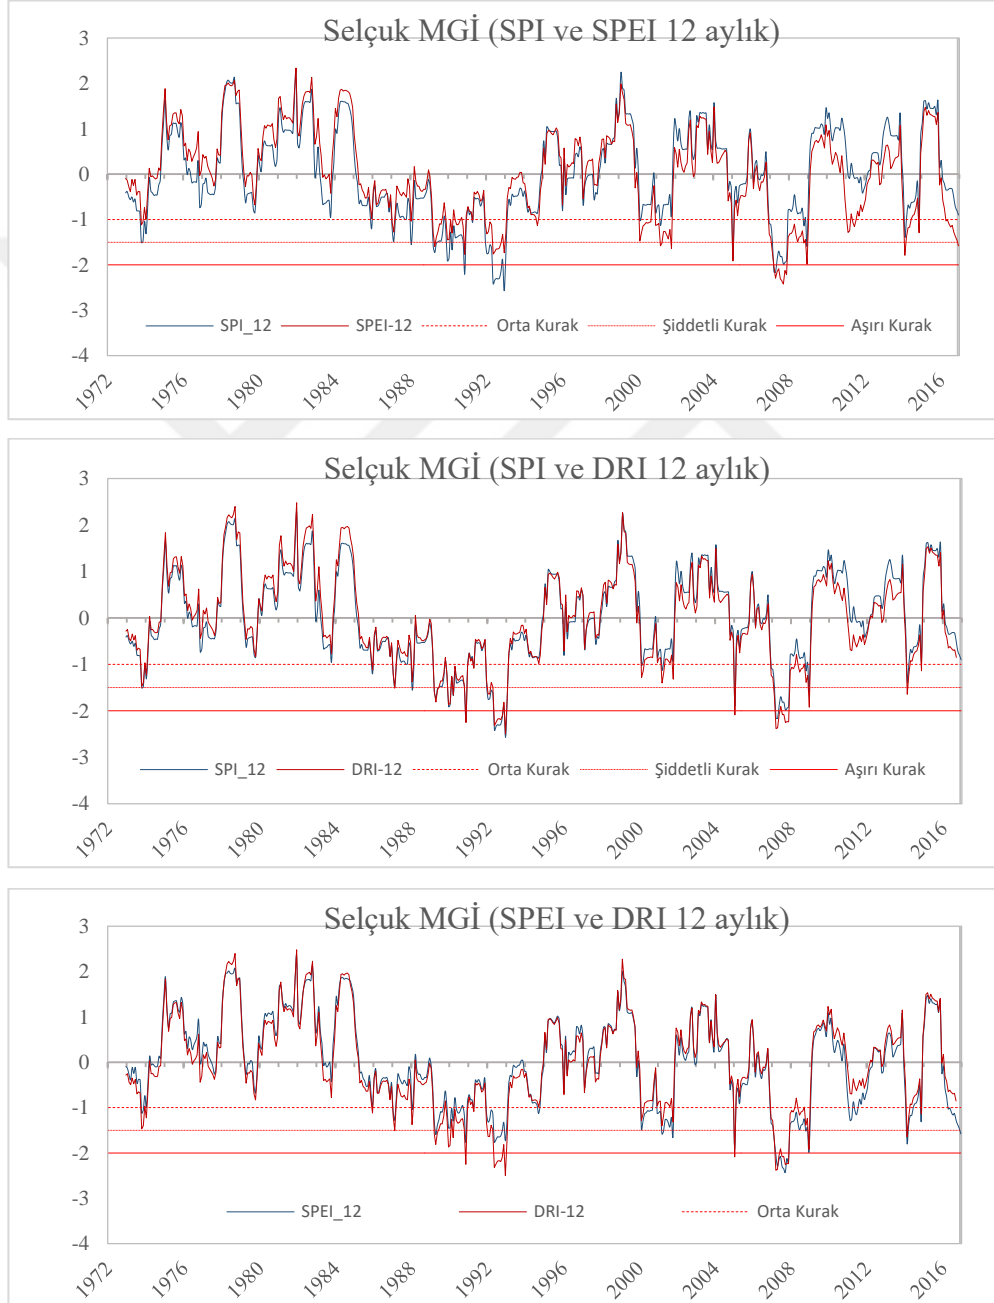 Selçuk MGİ (SPI ve SPEI 12 aylık)
3
2
1
0
-1
-2
-3
-4
SPI_12 SPEI-12 Orta Kurak Şiddetli Kurak Aşırı Kurak
1972 1976 1980 1984 1988 1992 1996 2000 2004 2008 2012 2016
Selçuk MGİ (SPI ve DRI 12 aylık)
3
2
1
0
-1
-2
-3
-4
SPI_12 DRI-12 Orta Kurak Şiddetli Kurak Aşırı Kurak
1972 1976 1980 1984 1988 1992 1996 2000 2004 2008 2012 2016
Selçuk MGİ (SPEI ve DRI 12 aylık)
3
2
1
0
-1
-2
-3
-4
SPEI_12 DRI-12 Orta Kurak
1972 1976 1980 1984 1988 1992 1996 2000 2004 2008 2012 2016